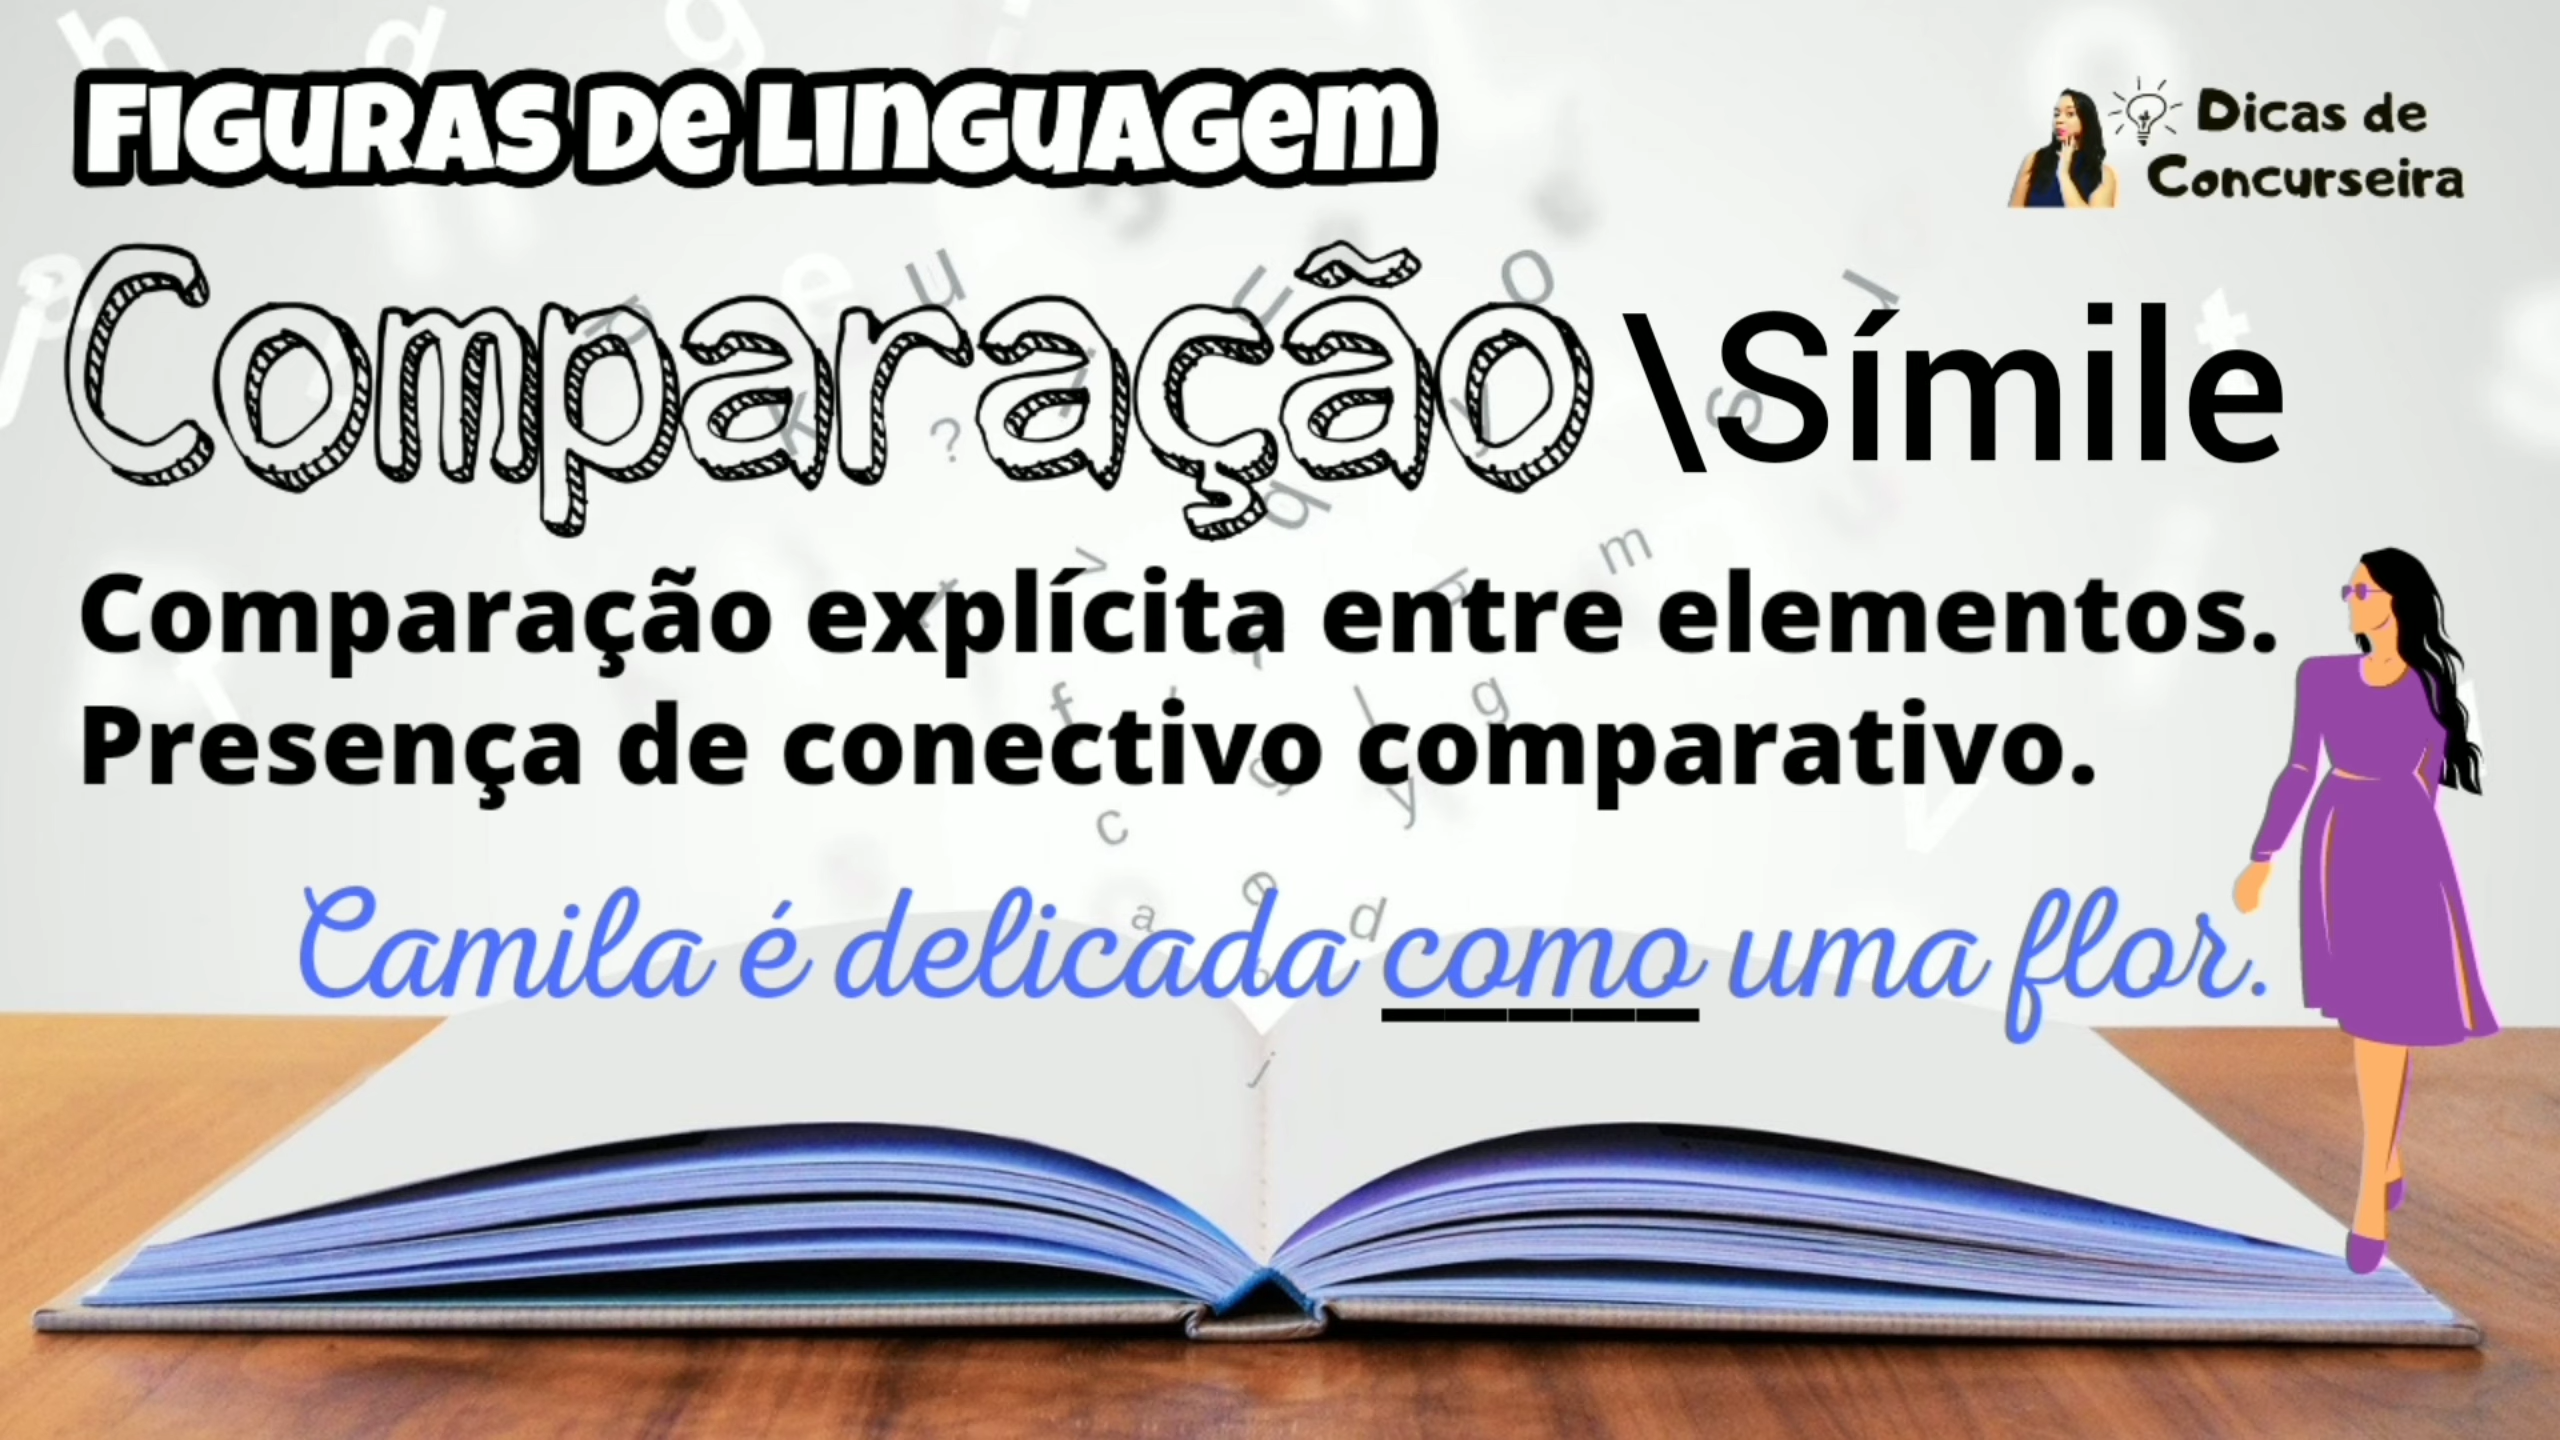 FIGURAS DE LINGUAGEM
Dicas de
Concurseira
Comparação \Símile
Comparação explícita entre elementos.
Presença de conectivo comparativo.
Camila é delicada como uma flor.